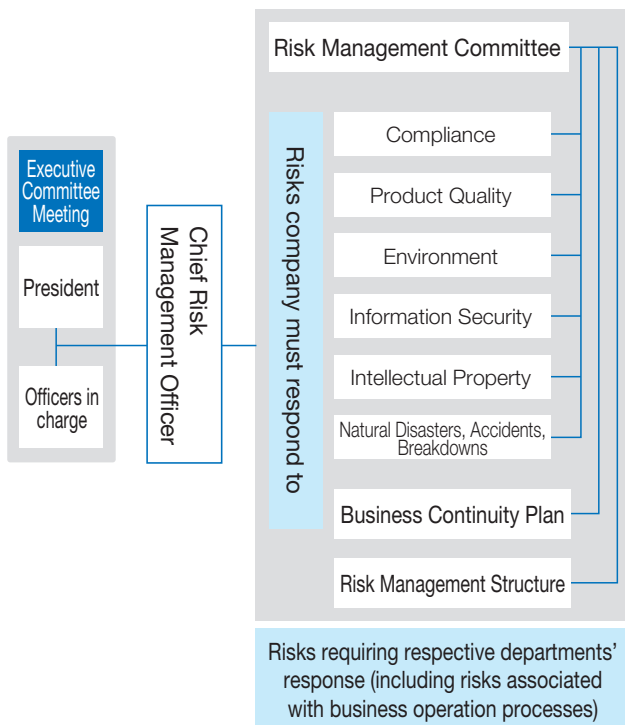 Risk Management Committee
Executive
Committee
Meeting
President
Officers in
charge
Chief Risk
Management Officer
Risks company must respond to
Compliance
Product Quality
Environment
Information Security
Intellectual Property
Natural Disasters, Accidents,
Breakdowns
Business Continuity Plan
Risk Management Structure
Risks requiring respective departments’
response (including risks associated
with business operation processes)